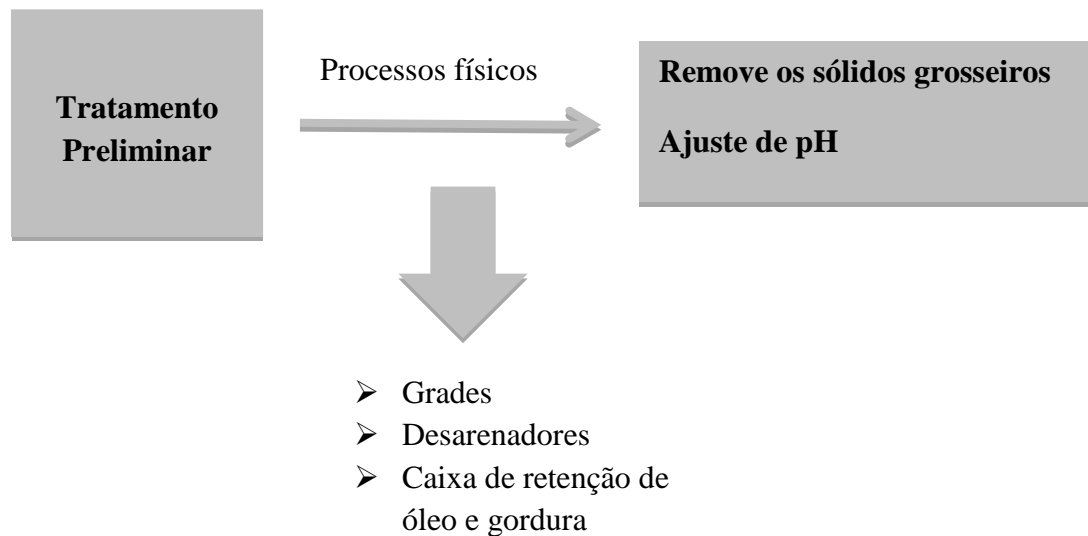 Tratamento
Preliminar
Processos físicos
Remove os sólidos grosseiros
Ajuste de pH
➢ Grades
➢ Desarenadores
➢ Caixa de retenção de
óleo e gordura